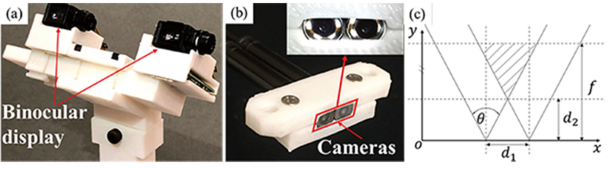 (a)
Binocular
display
(b)
Cameras
(c)
y
f
θ
d₂
o
d₁
x